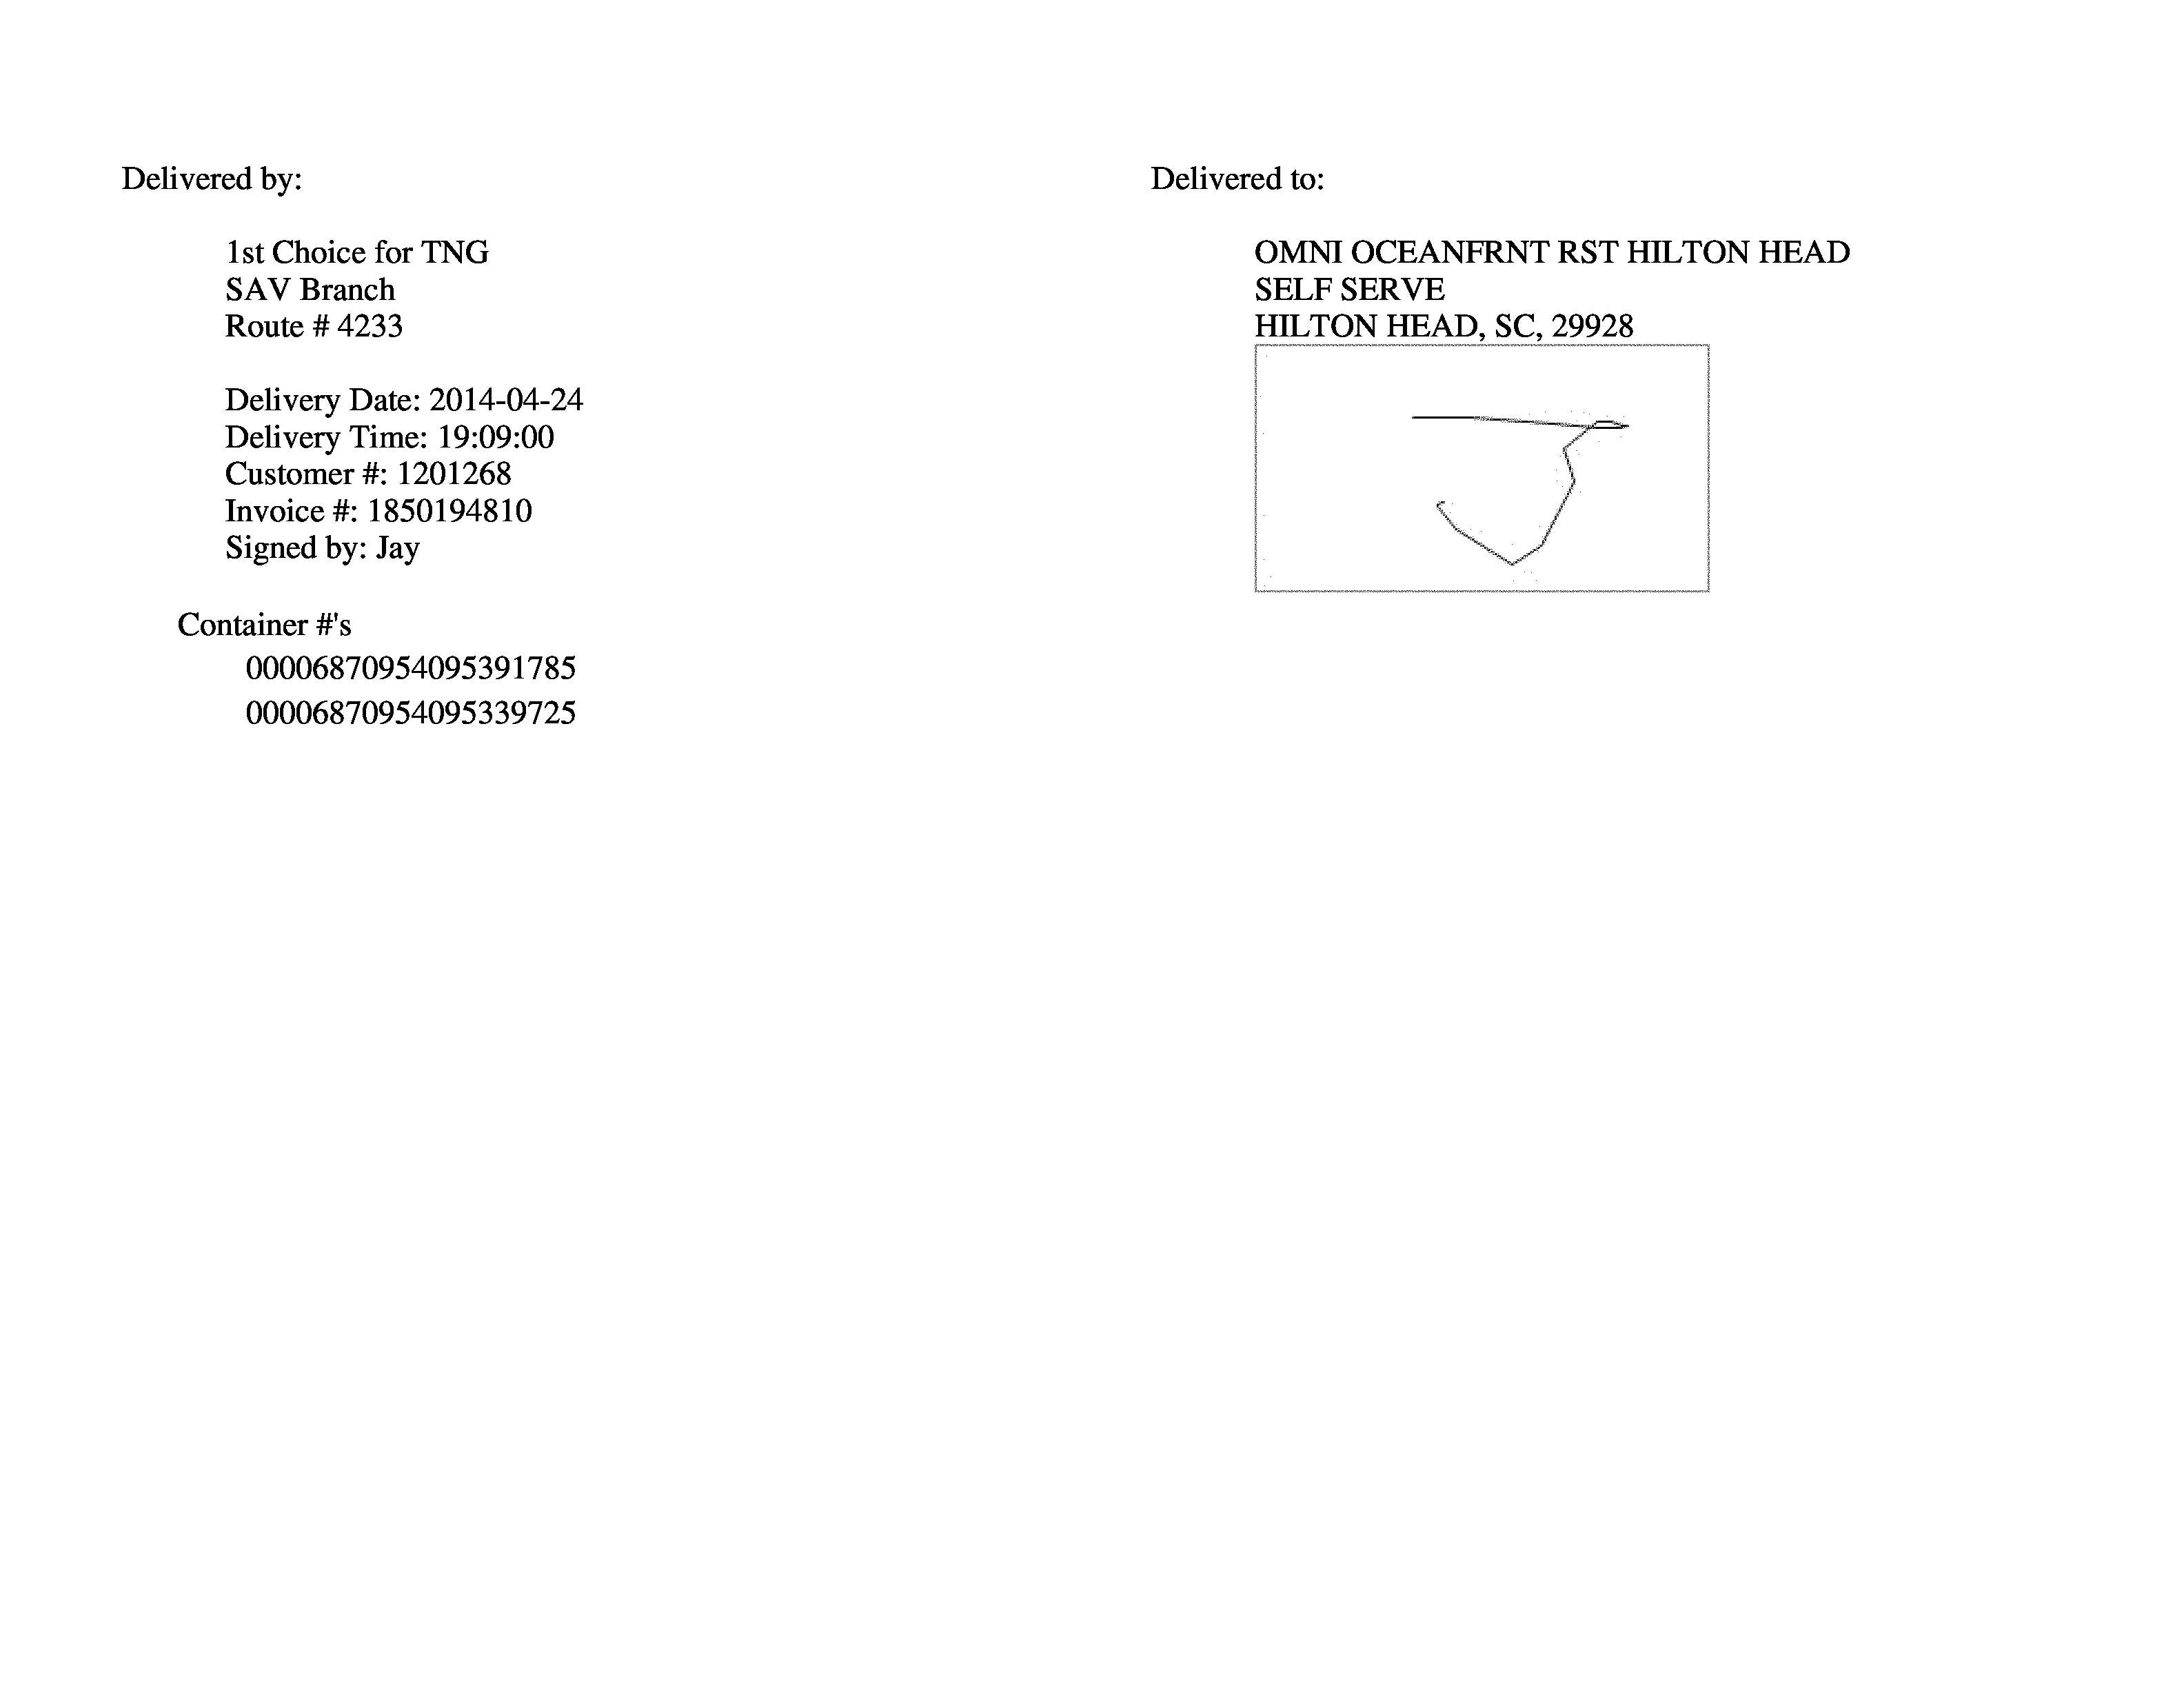 Delivered by:
1st Choice for TNG
SAV Branch
Route # 4233
Delivery Date: 2014-04-24
Delivery Time: 19:09:00
Customer #: 1201268
Invoice #: 1850194810
Signed by: Jay
Container #'s
00006870954095391785
00006870954095339725
Delivered to:
OMNI OCEANFRNT RST HILTON HEAD
SELF SERVE
HILTON HEAD, SC, 29928